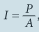 I = P/A,